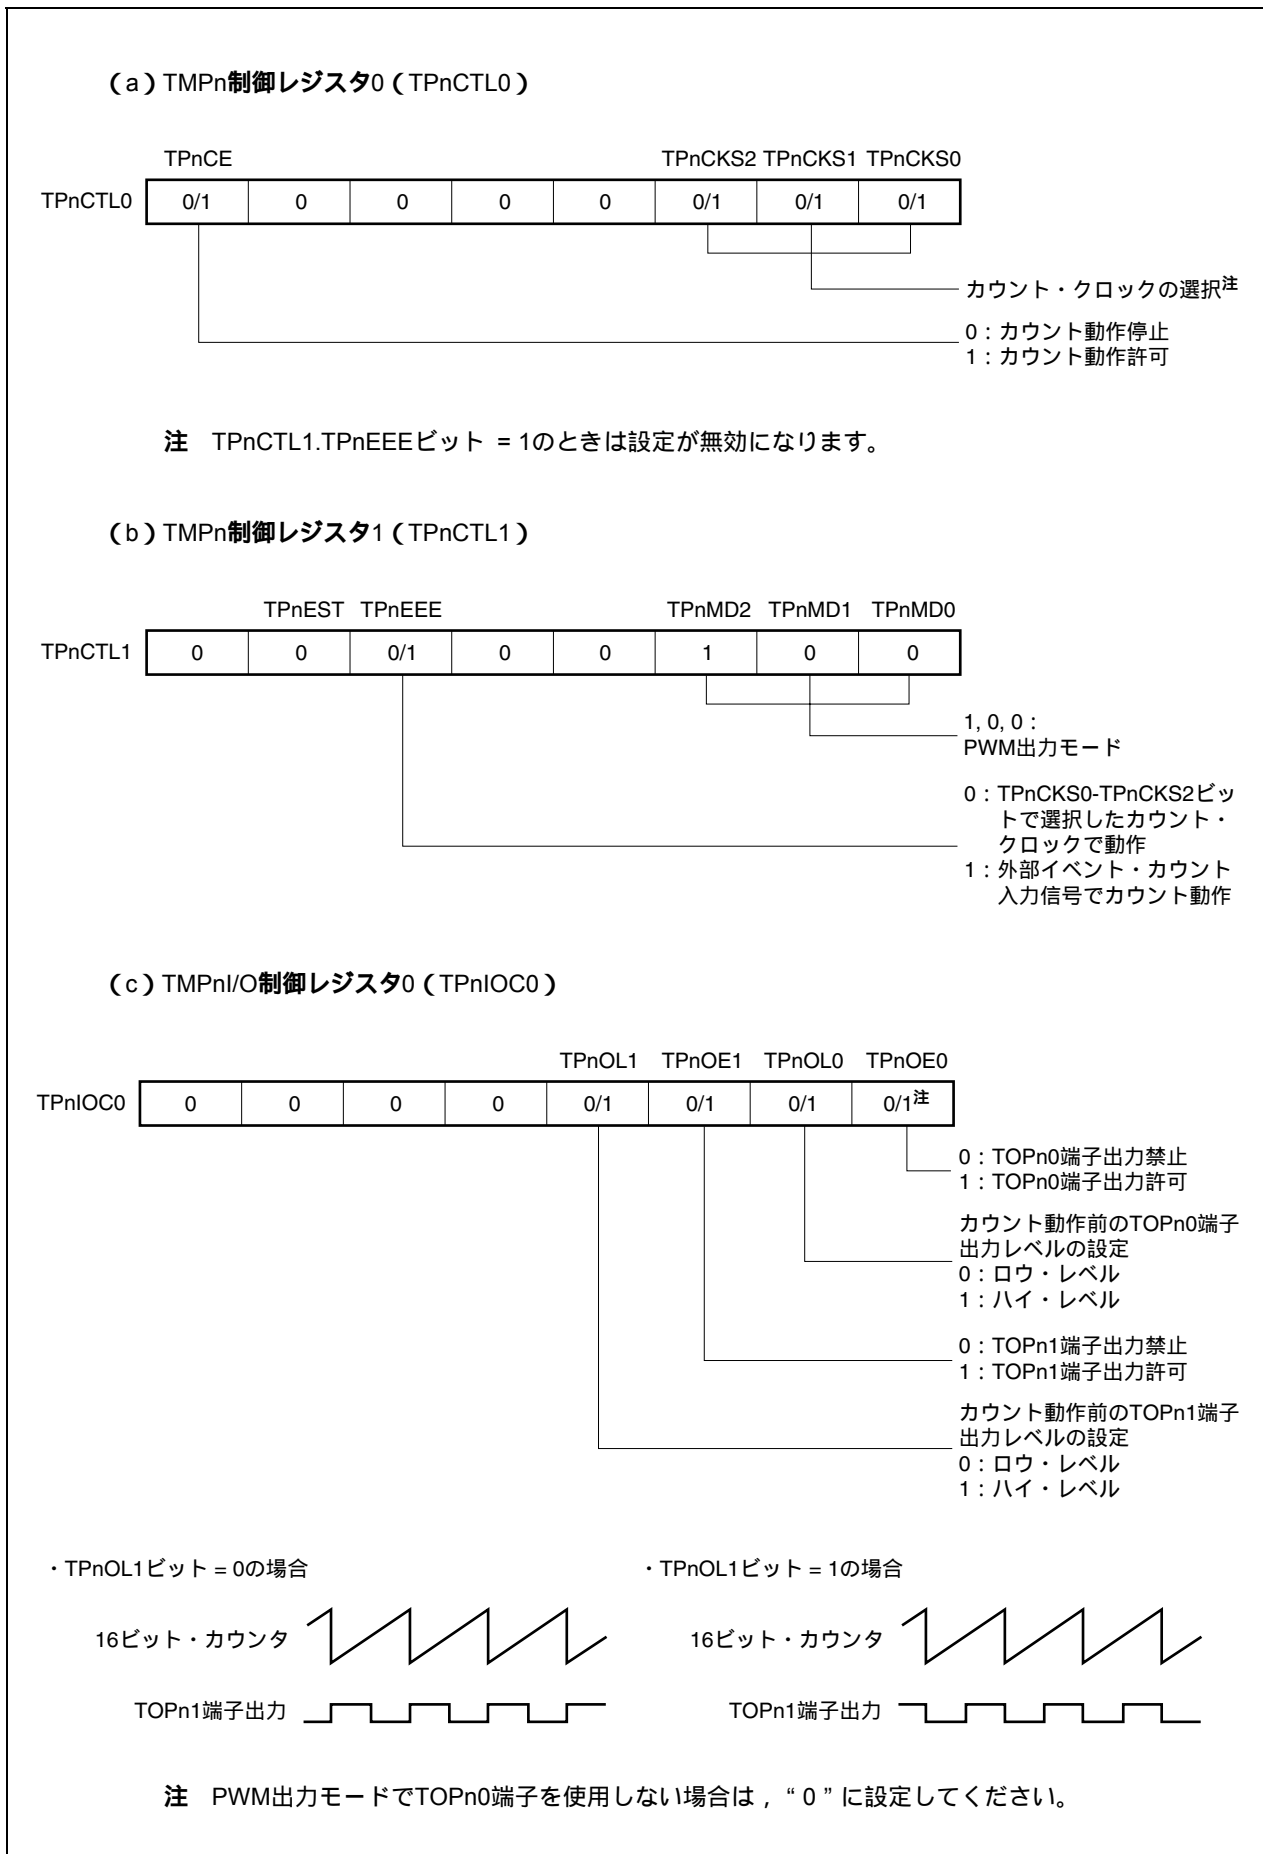 （a）TMPn制御レジスタ0（TPnCTL0）
TPnCE TPnCKS2 TPnCKS1 TPnCKS0
TPnCTL0 0/1 0 0 0 0 0/1 0/1 0/1
カウント・クロックの選択注
0：カウント動作停止
1：カウント動作許可
注 TPnCTL1.TPnEEEビット = 1のときは設定が無効になります。
（b）TMPn制御レジスタ1（TPnCTL1）
TPnEST TPnEEE TPnMD2 TPnMD1 TPnMD0
TPnCTL1 0 0 0/1 0 0 1 0 0
1, 0, 0：
PWM出力モード
0：TPnCKS0-TPnCKS2ビッ
トで選択したカウント・
クロックで動作
1：外部イベント・カウント
入力信号でカウント動作
（c）TMPnI/O制御レジスタ0（TPnIOC0）
TPnOL1 TPnOE1 TPnOL0 TPnOE0
TPnIOC0 0 0 0 0 0/1 0/1 0/1 0/1注
0：TOPn0端子出力禁止
1：TOPn0端子出力許可
カウント動作前のTOPn0端子
出力レベルの設定
0：ロウ・レベル
1：ハイ・レベル
0：TOPn1端子出力禁止
1：TOPn1端子出力許可
カウント動作前のTOPn1端子
出力レベルの設定
0：ロウ・レベル
1：ハイ・レベル
・TPnOL1ビット = 0の場合
16ビット・カウンタ
TOPn1端子出力
・TPnOL1ビット = 1の場合
16ビット・カウンタ
TOPn1端子出力
注 PWM出力モードでTOPn0端子を使用しない場合は，“0”に設定してください。